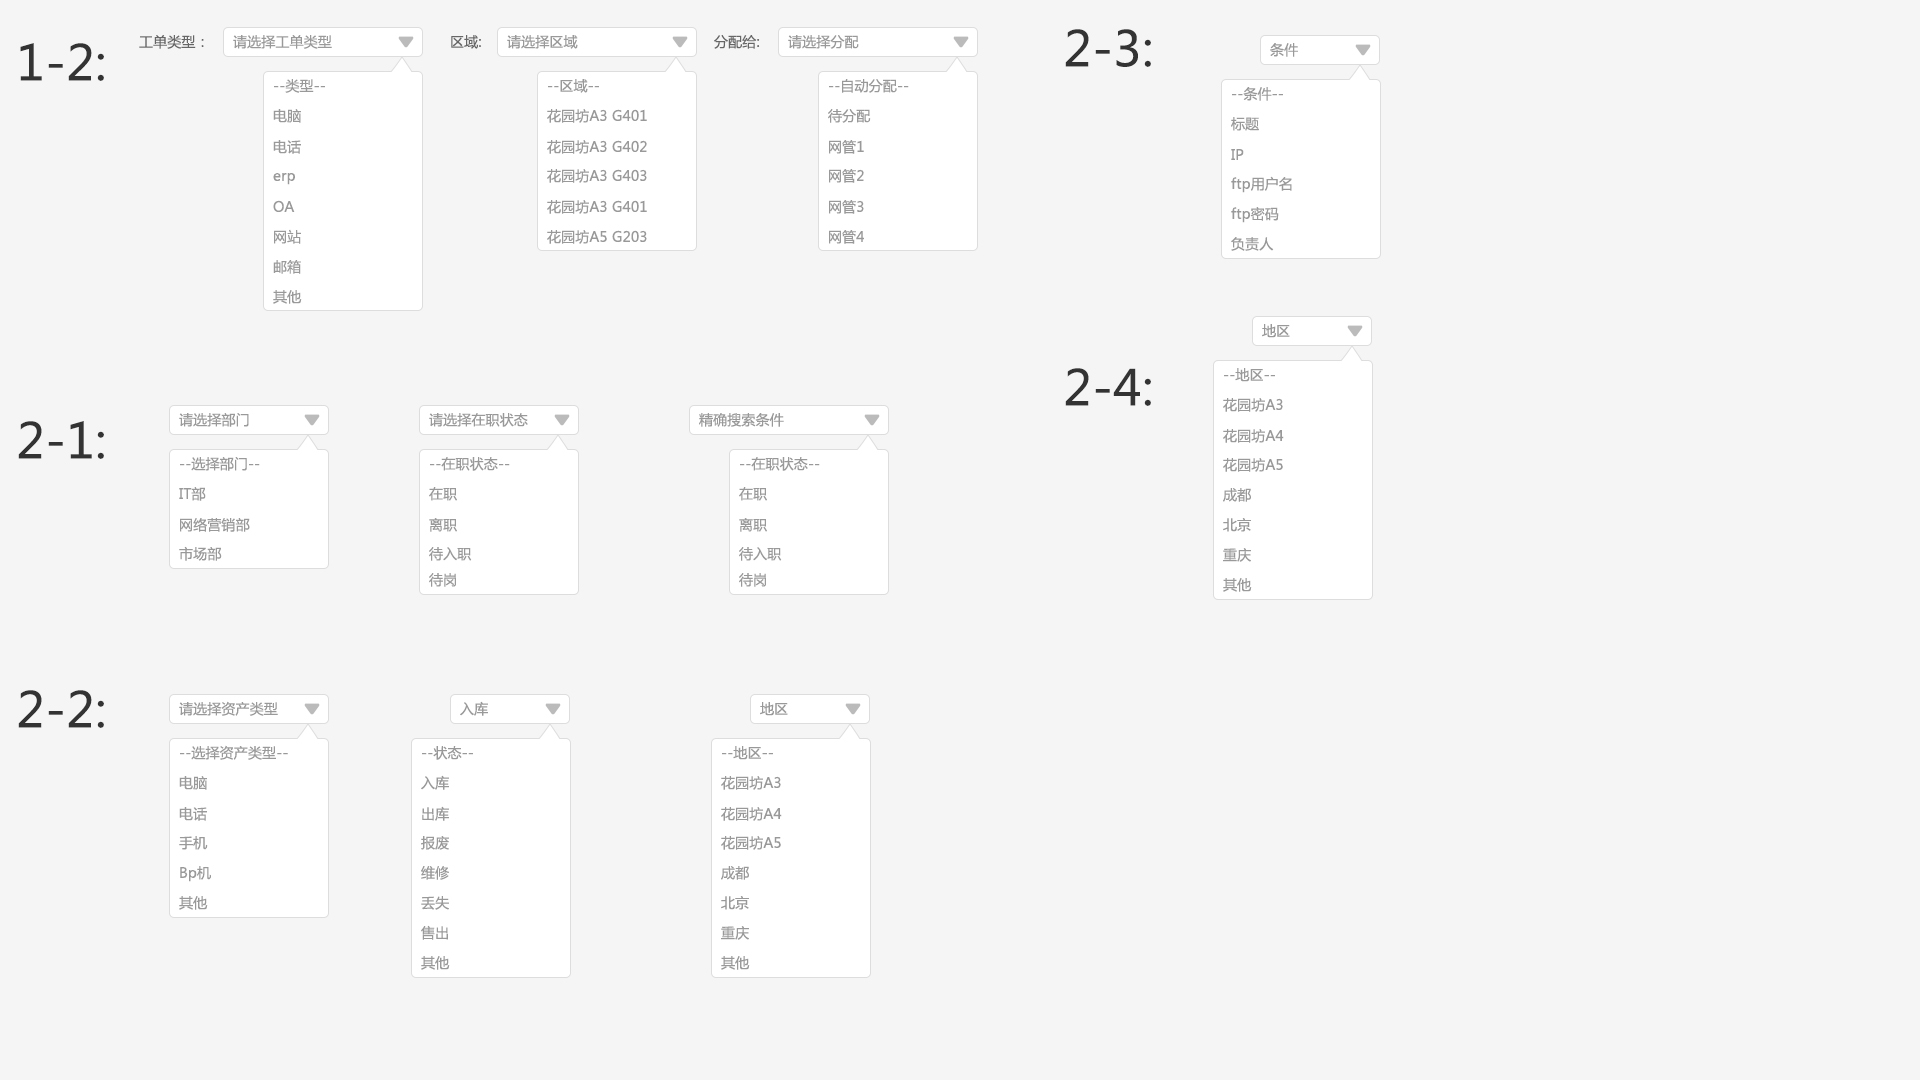 1-2:
工单类型：
请选择工单类型
--类型--
电脑
电话
erp
OA
网站
邮箱
其他
区域:
请选择区域
--区域--
花园坊A3 G401
花园坊A3 G402
花园坊A3 G403
花园坊A3 G401
花园坊A5 G203
分配给:
请选择分配
--自动分配--
待分配
网管1
网管2
网管3
网管4
2-1:
请选择部门
--选择部门--
IT部
网络营销部
市场部
请选择在职状态
--在职状态--
在职
离职
待入职
待岗
精确搜索条件
--在职状态--
在职
离职
待入职
待岗
2-2:
请选择资产类型
--选择资产类型--
电脑
电话
手机
Bp机
其他
入库
--状态--
入库
出库
报废
维修
丢失
售出
其他
地区
--地区--
花园坊A3
花园坊A4
花园坊A5
成都
北京
重庆
其他
2-3:
条件
--条件--
标题
IP
ftp用户名
ftp密码
负责人
2-4:
地区
--地区--
花园坊A3
花园坊A4
花园坊A5
成都
北京
重庆
其他